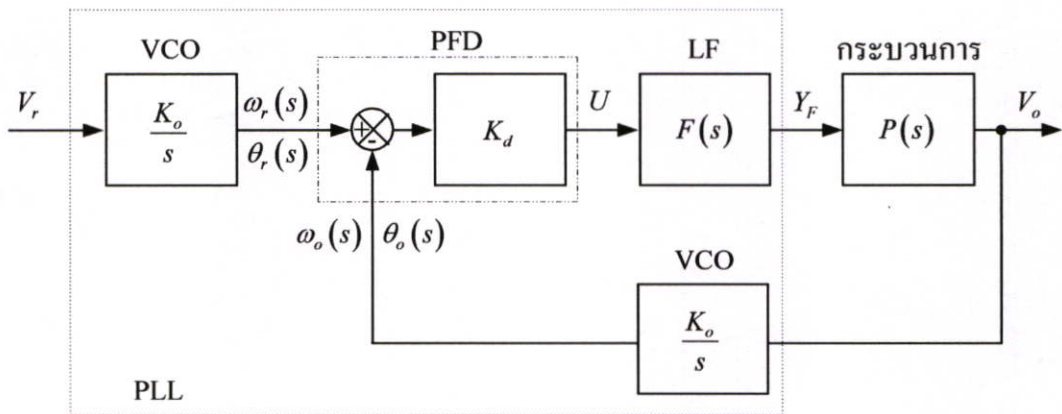 VCO
PFD
LF
กระบวนการ
V_r
K_o
s
ω_r(s)
θ_r(s)
+
-
K_d
U
F(s)
Y_F
P(s)
V_o
ω_o(s)
θ_o(s)
VCO
K_o
s
PLL